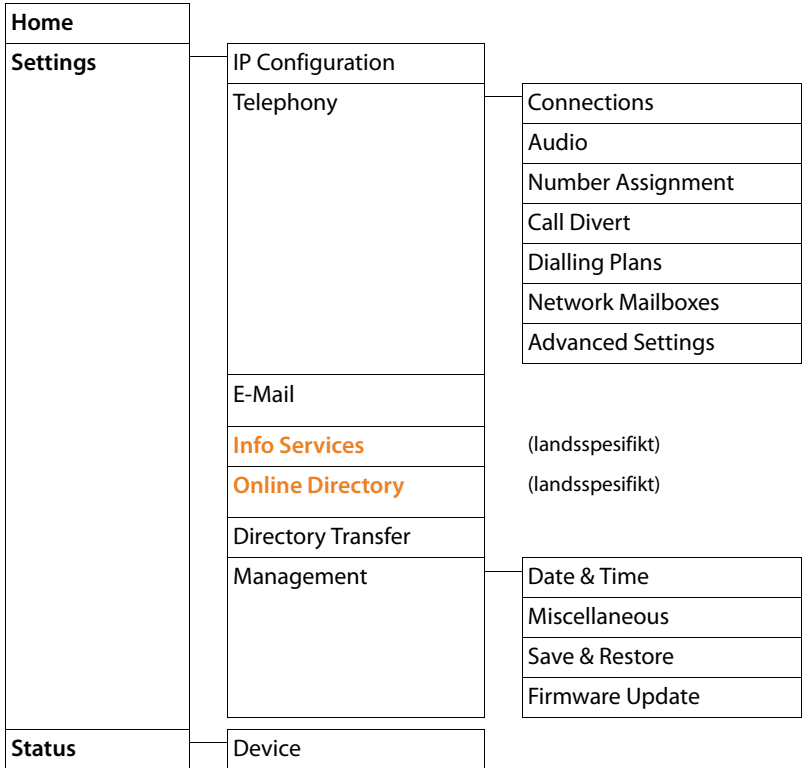 Home
Settings
IP Configuration
Telephony
Connections
Audio
Number Assignment
Call Divert
Dialling Plans
Network Mailboxes
Advanced Settings
E-Mail
Info Services
(landsspesifikt)
Online Directory
(landsspesifikt)
Directory Transfer
Management
Date & Time
Miscellaneous
Save & Restore
Firmware Update
Status
Device